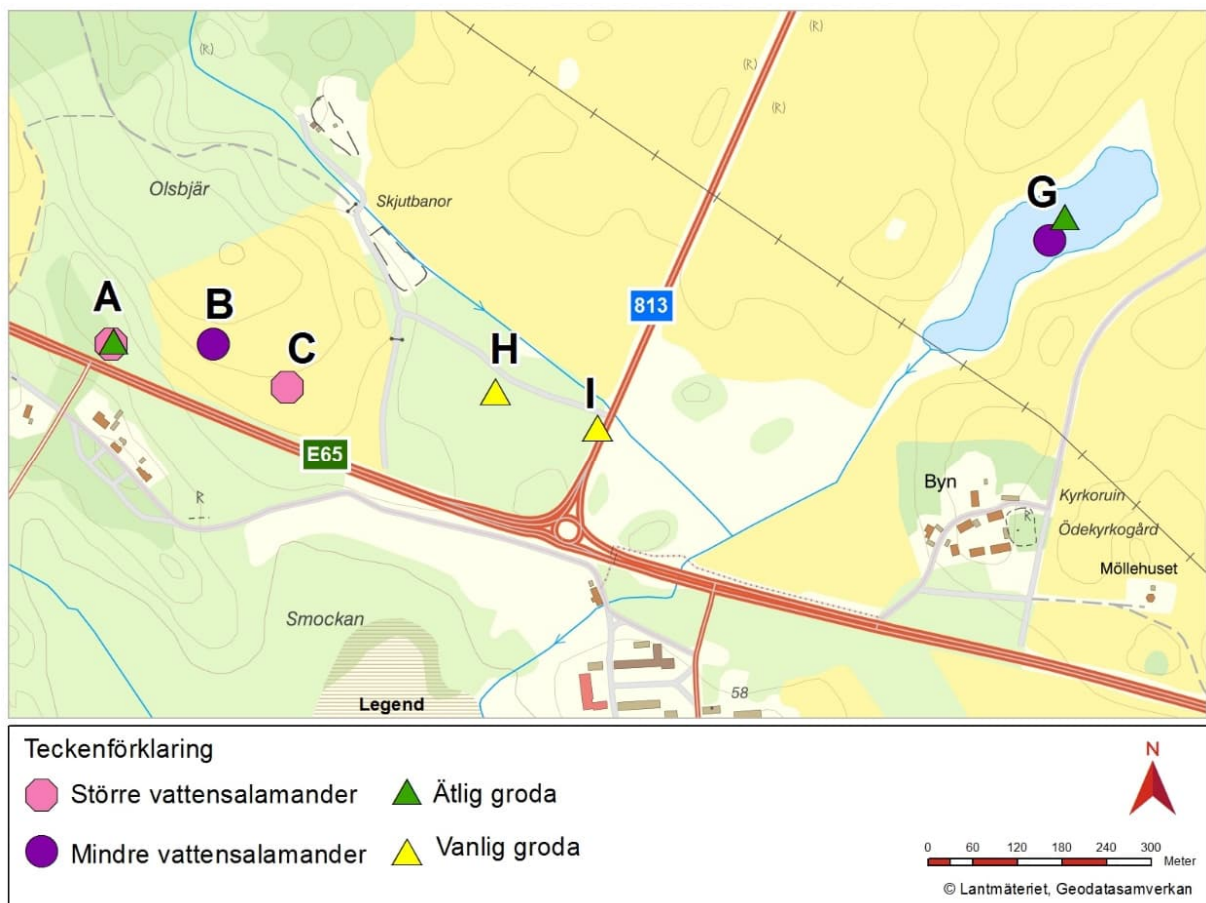 (R)
(R)
(R)
(R)
Olsbjär
Skjutbanor
G
A
B
C
813
H
I
E65
R
Byn
Kyrkoruin
R
Ödekyrkogård
Möllehuset
Smockan
58
Legend
Teckenförklaring
Större vattensalamander
Ätlig groda
Mindre vattensalamander
Vanlig groda
N
0 60 120 180 240 300
Meter
© Lantmäteriet, Geodatasamverkan